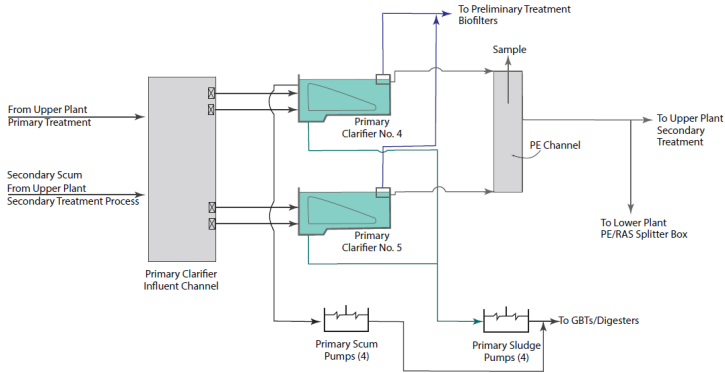 To Preliminary Treatment
Biofilters
Sample
From Upper Plant
Primary Treatment
Primary
Clarifier No. 4
To Upper Plant
Secondary
Treatment
PE Channel
Secondary Scum
From Upper Plant
Secondary Treatment Process
To Lower Plant
PE/RAS Splitter Box
Primary
Clarifier No. 5
Primary Clarifier
Influent Channel
To GBTs/Digesters
Primary Scum
Pumps (4)
Primary Sludge
Pumps (4)